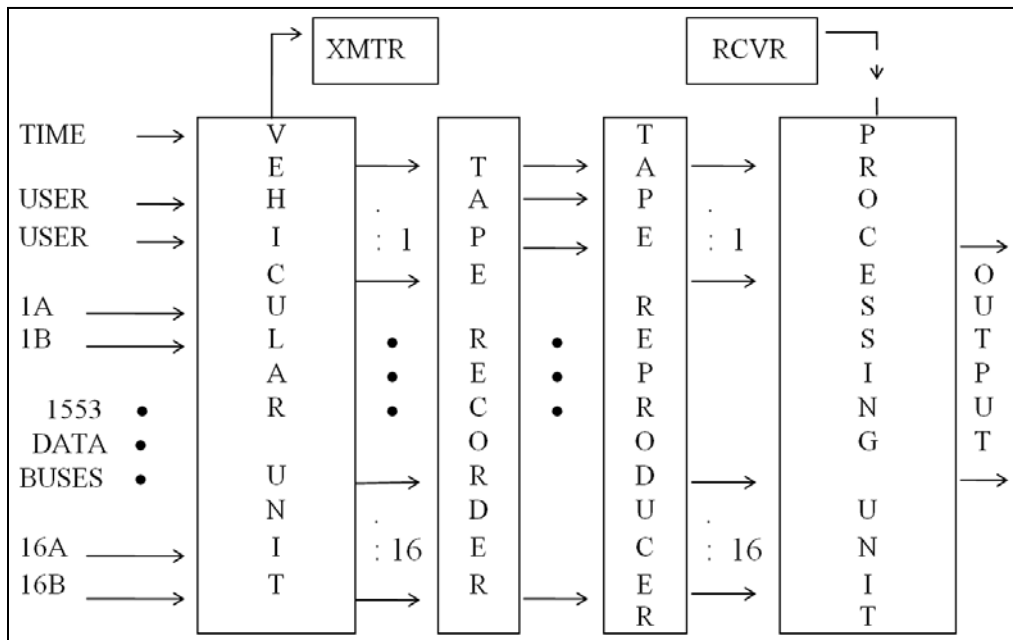 XMTR
RCVR
TIME
USER
USER
1A
1B
1553
DATA
BUSES
16A
16B
VEHICULAR UNIT
: 1
: 16
TAPE RECORDER
TAPE REPRODUCER
: 1
: 16
PROCESSING UNIT
OUTPUT